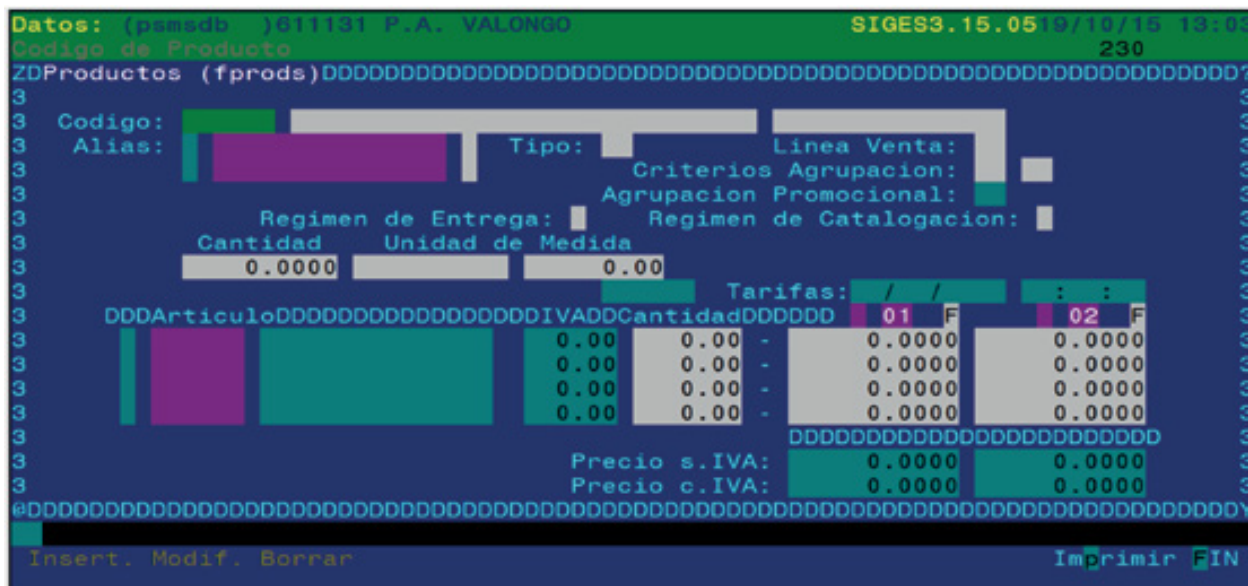 Datos: (psmsdb )611131 P.A. VALONGO SIGES3.15.0519/10/15 13:03
Codigo de Producto 230
ZDProductos (fprods)DDDDDDDDDDDDDDDDDDDDDDDDDDDDDDDDDDDDDDDDDDDDDDDDDDDDDDDDDDD?
3 3
3 Codigo: 3
3 Alias: Tipo: Linea Venta: 3
3 Criterios Agrupacion: 3
3 Agrupacion Promocional: 3
3 Regimen de Entrega: Regimen de Catalogacion: 3
3 Cantidad Unidad de Medida 3
3 0.0000 0.00 3
3 Tarifas: / / : : 3
3 DDDArticuloDDDDDDDDDDDDDDDDDIVADDCantidadDDDDDD 01 F 02 F 3
3 0.00 0.00 - 0.0000 0.0000 3
3 0.00 0.00 - 0.0000 0.0000 3
3 0.00 0.00 - 0.0000 0.0000 3
3 0.00 0.00 - 0.0000 0.0000 3
3 DDDDDDDDDDDDDDDDDDDDDDDD 3
3 Precio s.IVA: 0.0000 0.0000 3
3 Precio c.IVA: 0.0000 0.0000 3
@DDDDDDDDDDDDDDDDDDDDDDDDDDDDDDDDDDDDDDDDDDDDDDDDDDDDDDDDDDDDDDDDDDDDDDDDDDDDDDY
Insert. Modif. Borrar Imprimir FIN